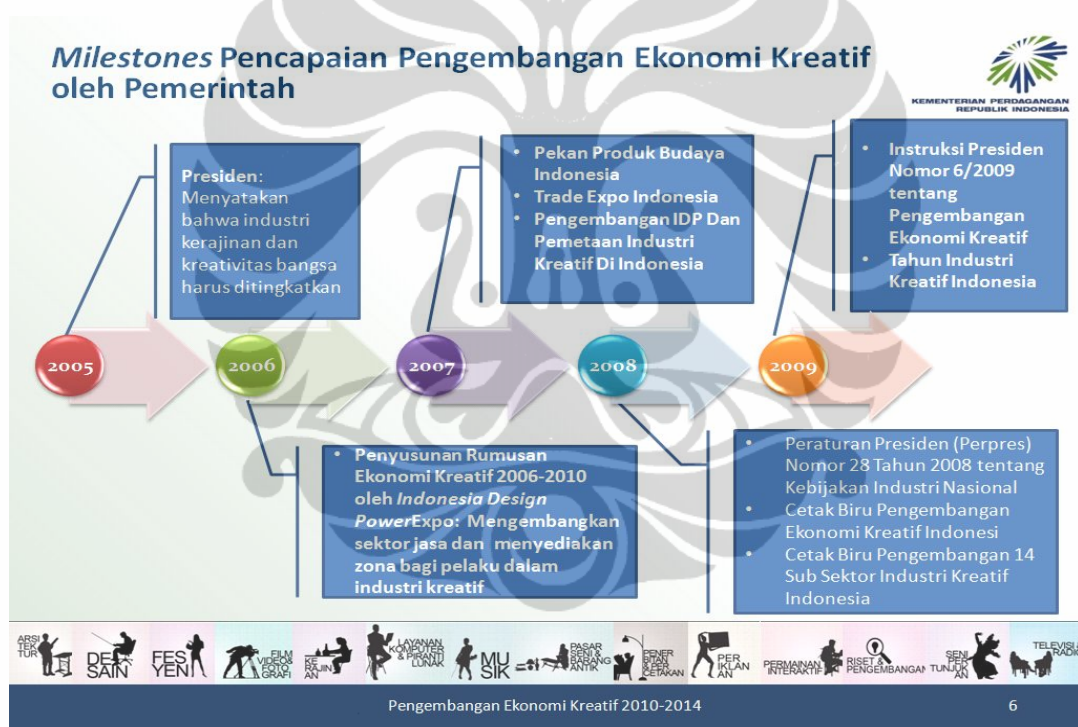 Milestones Pencapaian Pengembangan Ekonomi Kreatif
oleh Pemerintah
KEMENTERIAN PERDAGANGAN
REPUBLIK INDONESIA
Presiden:
Menyatakan
bahwa industri
kerajinan dan
kreativitas bangsa
harus ditingkatkan
• Pekan Produk Budaya
Indonesia
• Trade Expo Indonesia
• Pengembangan IDP Dan
Pemetaan Industri
Kreatif Di Indonesia
• Instruksi Presiden
Nomor 6/2009
tentang
Pengembangan
Ekonomi Kreatif
• Tahun Industri
Kreatif Indonesia
2005
2006
2007
2008
2009
• Penyusunan Rumusan
Ekonomi Kreatif 2006-2010
oleh Indonesia Design
PowerExpo: Mengembangkan
sektor jasa dan menyediakan
zona bagi pelaku dalam
industri kreatif
• Peraturan Presiden (Perpres)
Nomor 28 Tahun 2008 tentang
Kebijakan Industri Nasional
• Cetak Biru Pengembangan
Ekonomi Kreatif Indonesi
• Cetak Biru Pengembangan 14
Sub Sektor Industri Kreatif
Indonesia
ARSI
TEK
TUR
DE
SAIN
FES
YEN
FILM
VIDEO&
FOTO
GRAFI
KE
RAJIN
AN
LAYANAN
KOMPUTER
& PIRANTI
LUNAK
MU
SIK
PASAR
SENI &
BARANG
ANTIK
PENER
BITAN
& PER
CETAKAN
PER
IKLAN
AN
PERMAINAN
INTERAKTIF
RISET &
PENGEMBANGAN
SENI
PER
TUNJUK
AN
TELEVISI
RADIO
Pengembangan Ekonomi Kreatif 2010-2014
6